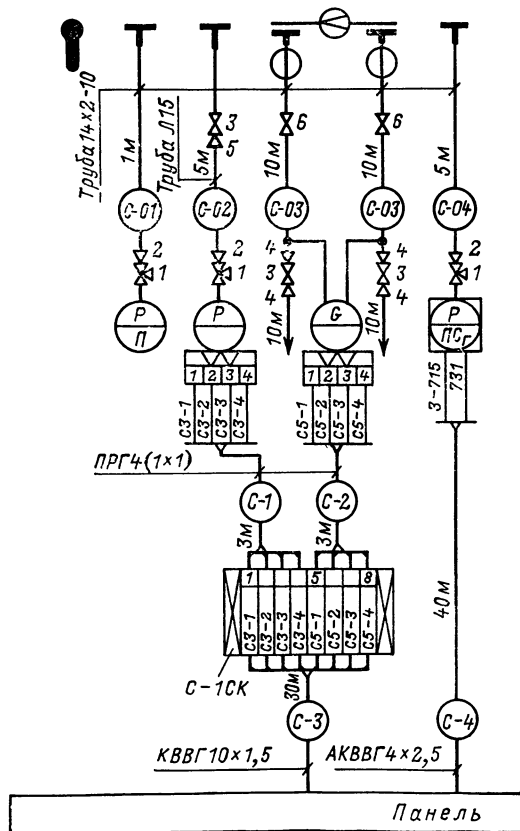 3
5
6
6
Труба 14×2-10
1м
Труба Л15
5м
10м
10м
5м
С-01
С-02
С-03
С-03
С-04
2
1
2
1
4
3
4
4
3
4
2
1
10м
10м
Р
П
Р
G
Р
ПСг
1 2 3 4
1 2 3 4
С3-1
С3-2
С3-3
С3-4
С5-1
С5-2
С5-3
С5-4
3-715
731
ПРГ4(1×1)
С-1
С-2
3м
3м
1 5 8
С3-1
С3-2
С3-3
С3-4
С5-1
С5-2
С5-3
С5-4
С-1СК
30м
40м
С-3
С-4
КВВГ10×1,5
АКВВГ4×2,5
Панель